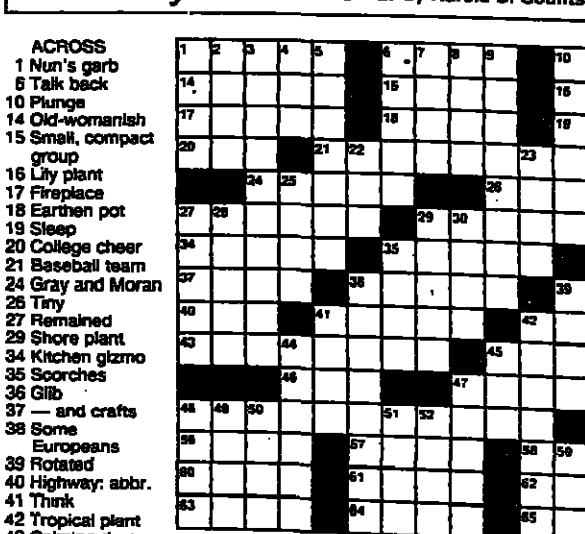 by Harold B. Counts
ACROSS
1 Nun's garb
6 Talk back
10 Plunge
14 Old-womanish
15 Small, compact
group
16 Lily plant
17 Fireplace
18 Earthen pot
19 Sleep
20 College cheer
21 Baseball team
24 Gray and Moran
26 Tiny
27 Remained
29 Shore plant
34 Kitchen gizmo
35 Scorches
36 Glib
37 — and crafts
38 Some
Europeans
39 Rotated
40 Highway: abbr.
41 Think
42 Tropical plant
1 2 3 4 5 6 7 8 9 10
14 15 16
17 18 19
20 21 22 23
24 25 26
27 28 29 30
34 35
37 38 39
40 41 42
43 44 45
46 47
48 49 50 51 52
56 57 58 59
60 61 62
63 64 65